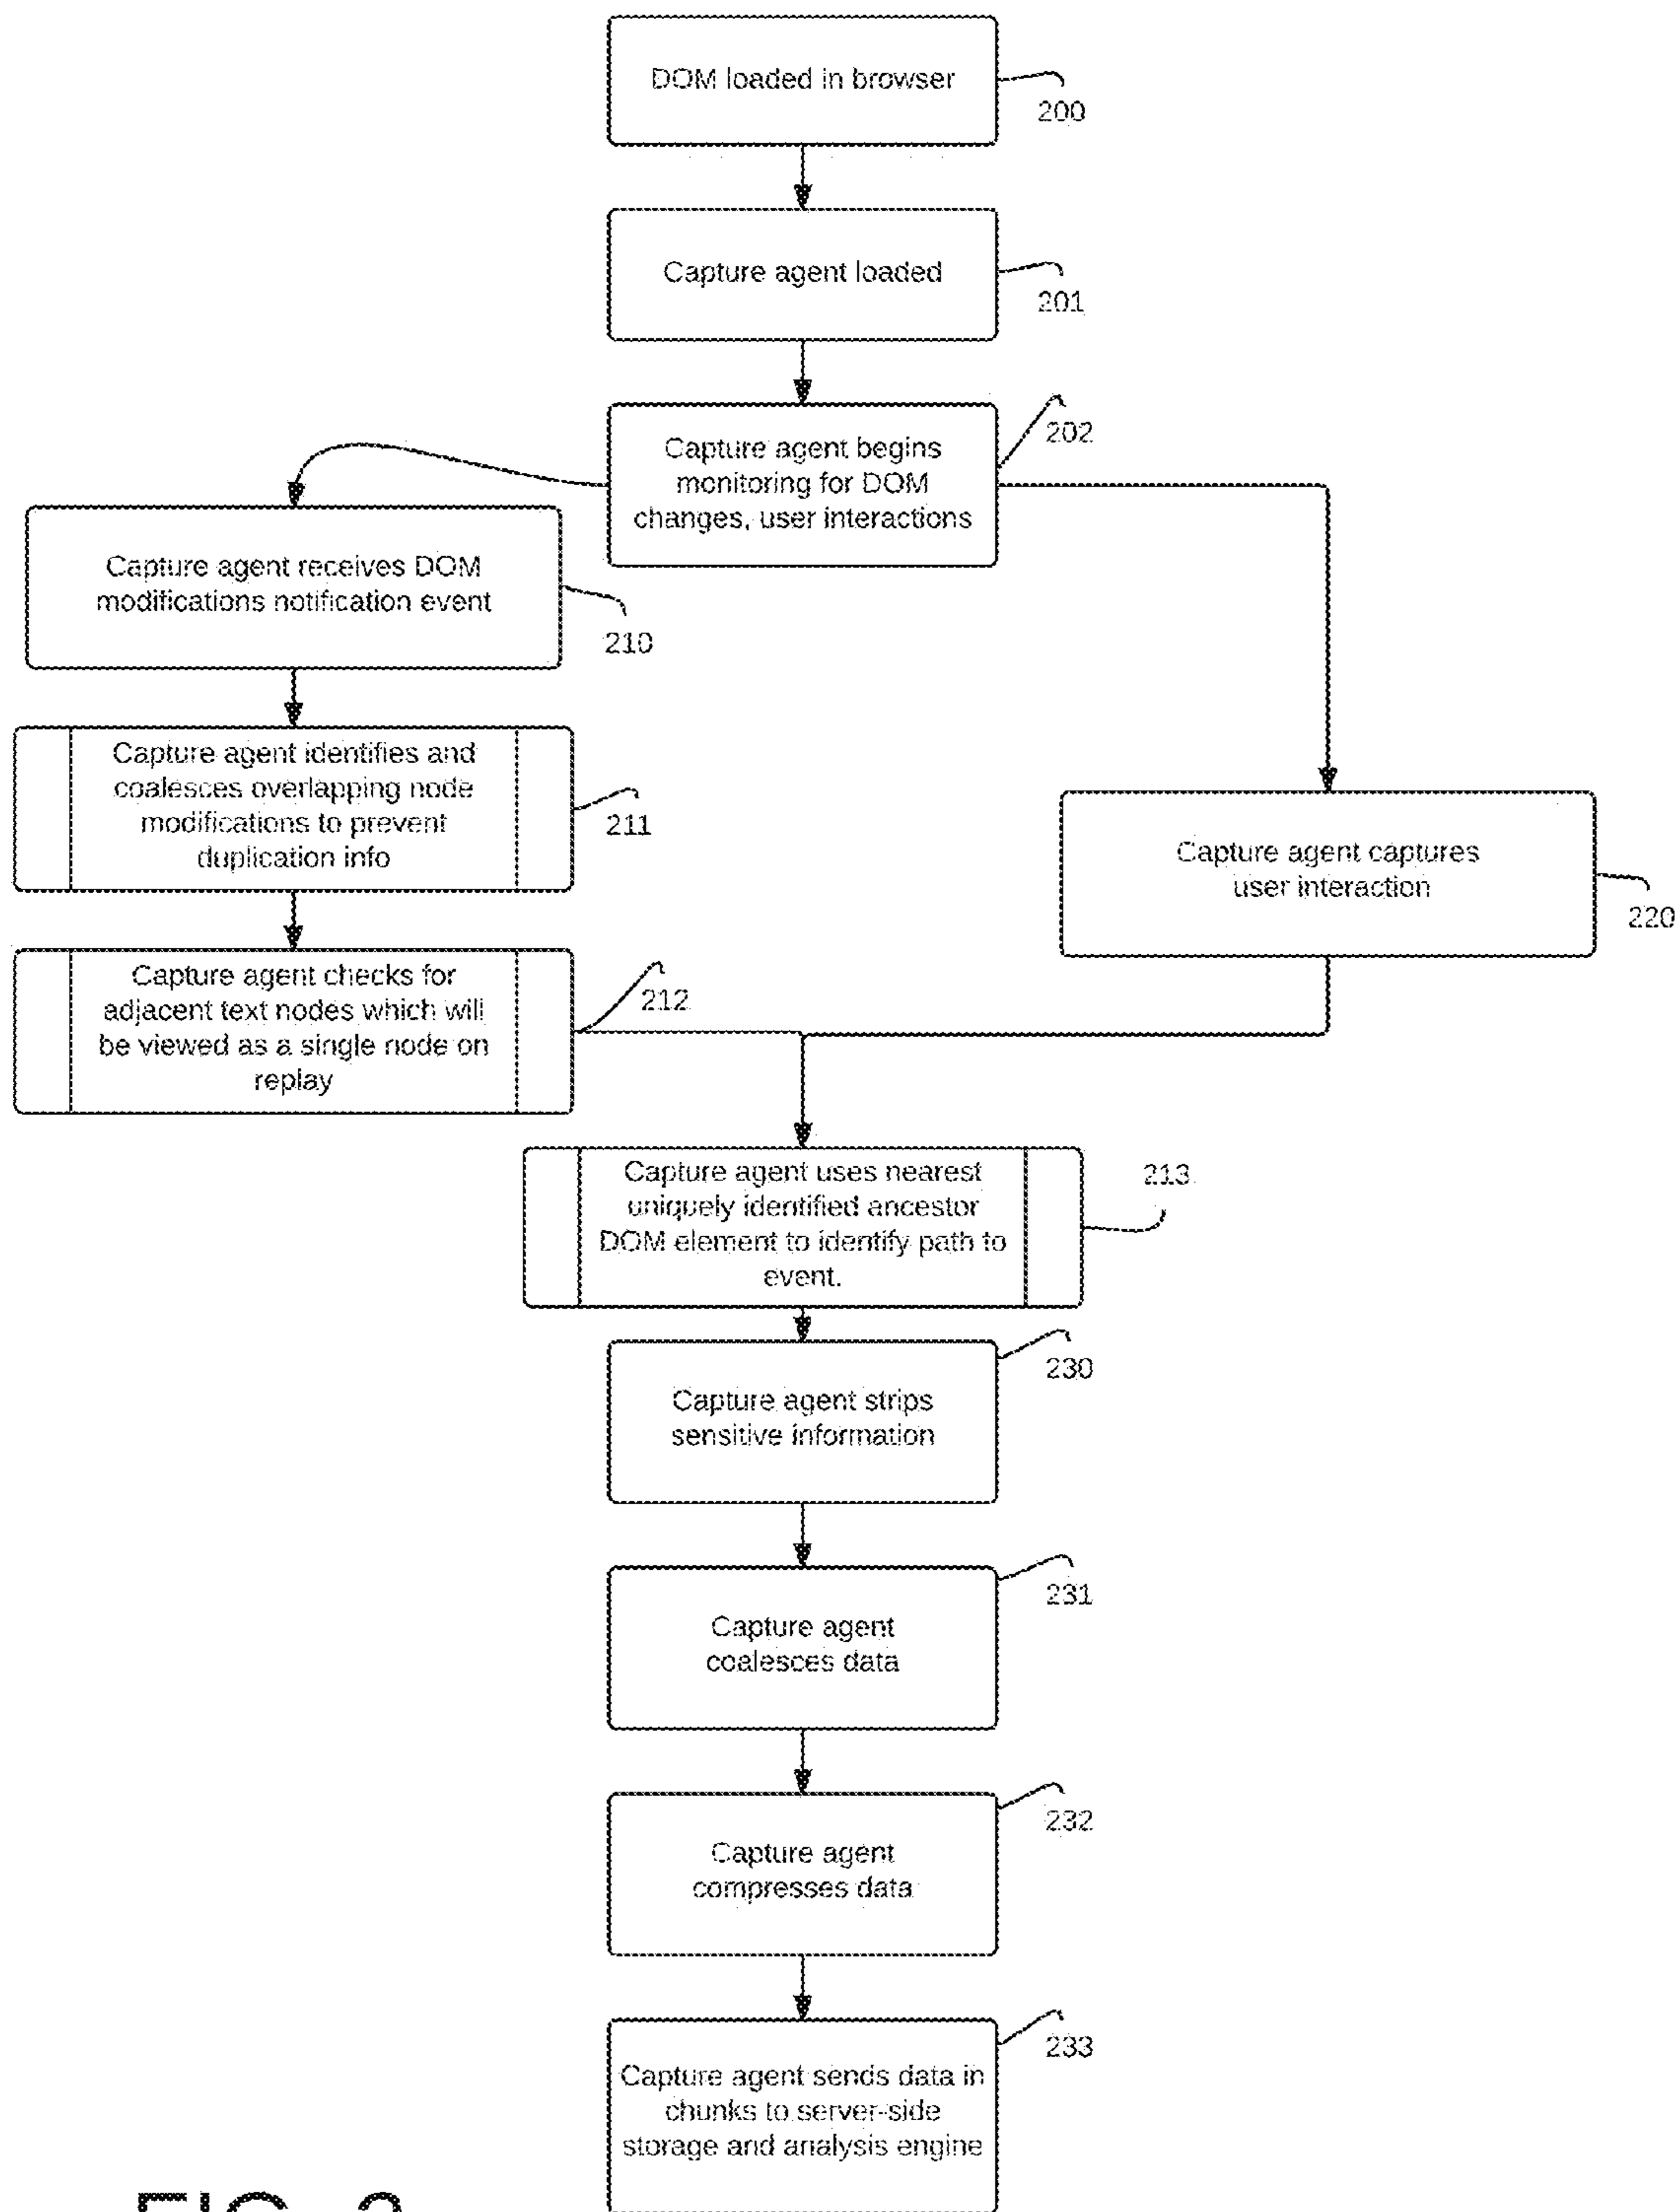 DOM loaded in browser
200
Capture agent loaded
201
Capture agent begins
monitoring for DOM
changes, user interactions
202
Capture agent receives DOM
modifications notification event
210
Capture agent identifies and
coalesces overlapping node
modifications to prevent
duplication info
211
Capture agent captures
user interaction
220
Capture agent checks for
adjacent text nodes which will
be viewed as a single node on
replay
212
Capture agent uses nearest
uniquely identified ancestor
DOM element to identify path to
event.
213
Capture agent strips
sensitive information
230
Capture agent
coalesces data
231
Capture agent
compresses data
232
Capture agent sends data in
chunks to server-side
storage and analysis engine
233
FIG.